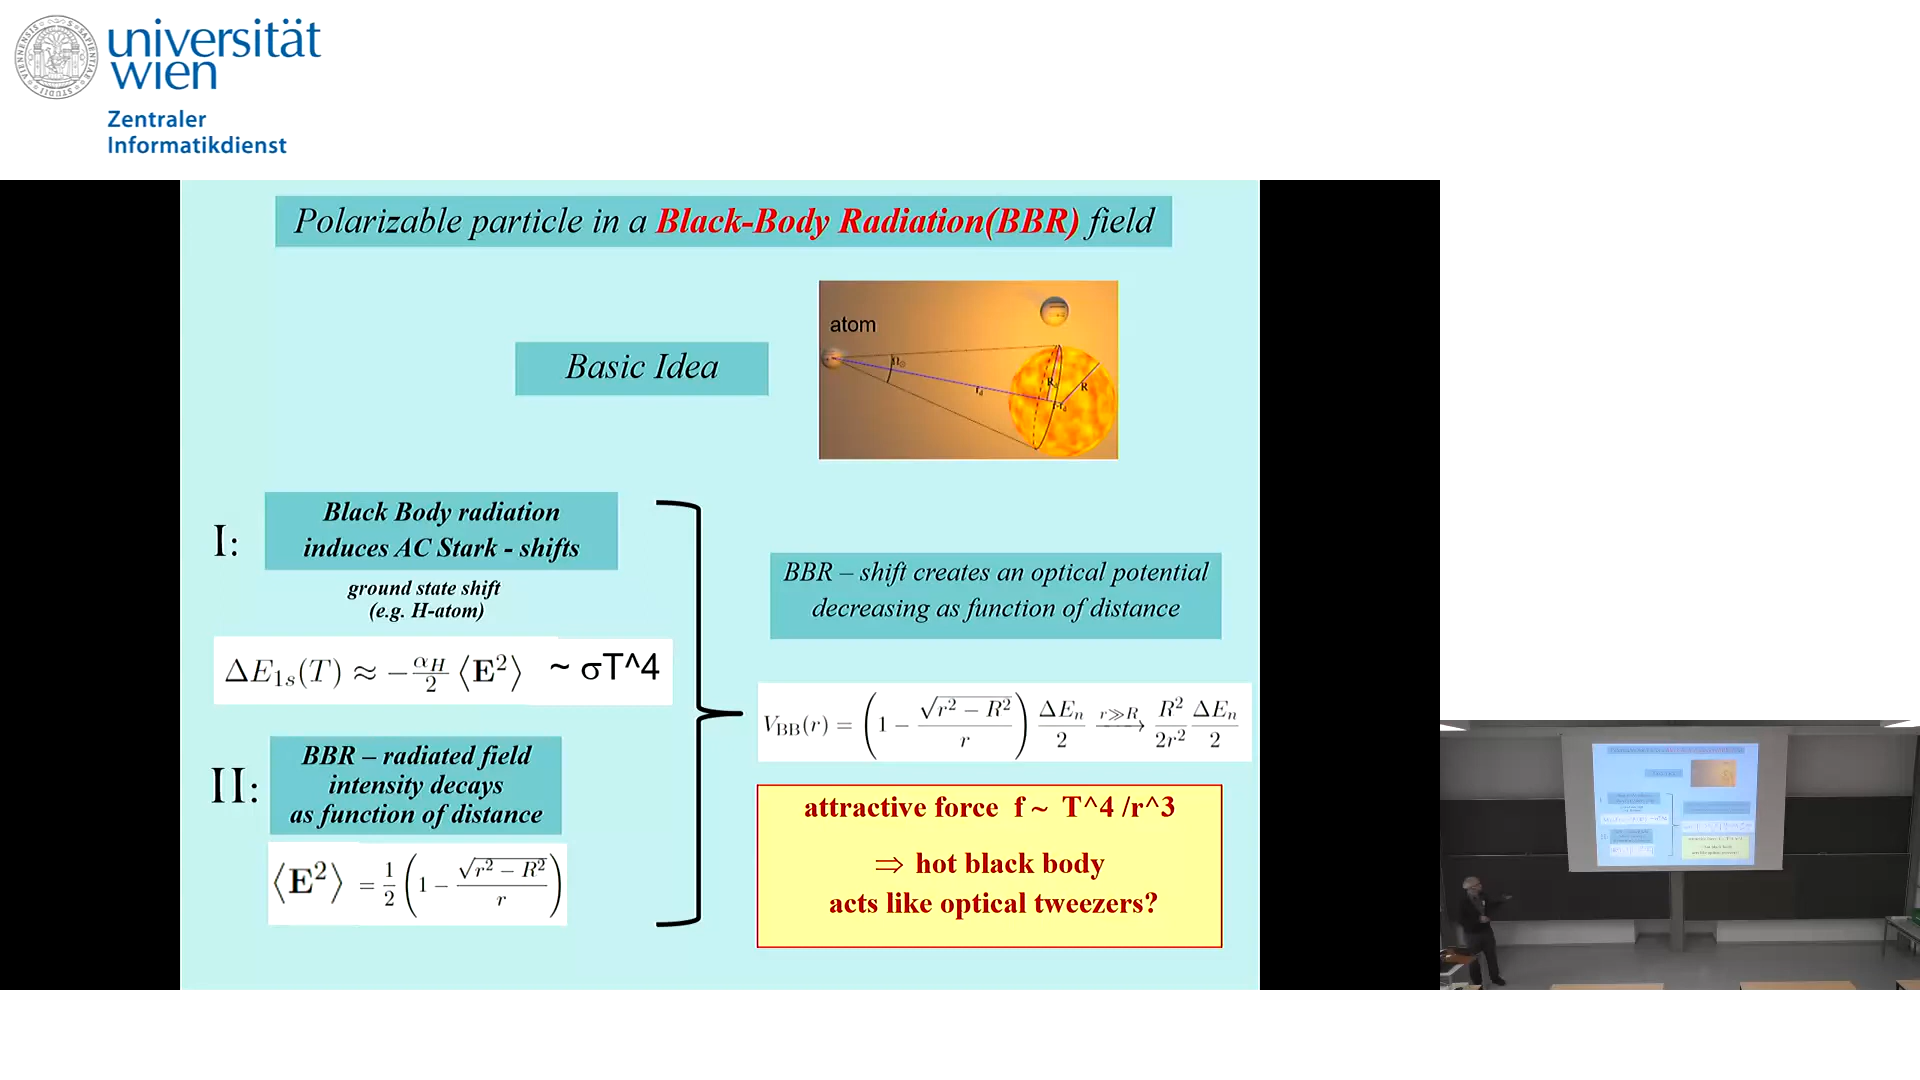 universität
wien
Zentraler
Informatikdienst
Polarizable particle in a Black-Body Radiation(BBR) field
atom
Basic Idea
R
I:
Black Body radiation
induces AC Stark - shifts
ground state shift
(e.g. H-atom)
ΔE₁ₛ(T) ≈ −α_H/2 ⟨E²⟩ ~ σT^4
II:
BBR – radiated field
intensity decays
as function of distance
⟨E²⟩ = 1/2 (1 − √(r² − R²)/r)
BBR – shift creates an optical potential
decreasing as function of distance
V_BB(r) = (1 − √(r² − R²)/r) ΔEₙ/2 —r≫R→ R²/2r² ΔEₙ/2
attractive force f ~ T^4 /r^3
⇒ hot black body
acts like optical tweezers?